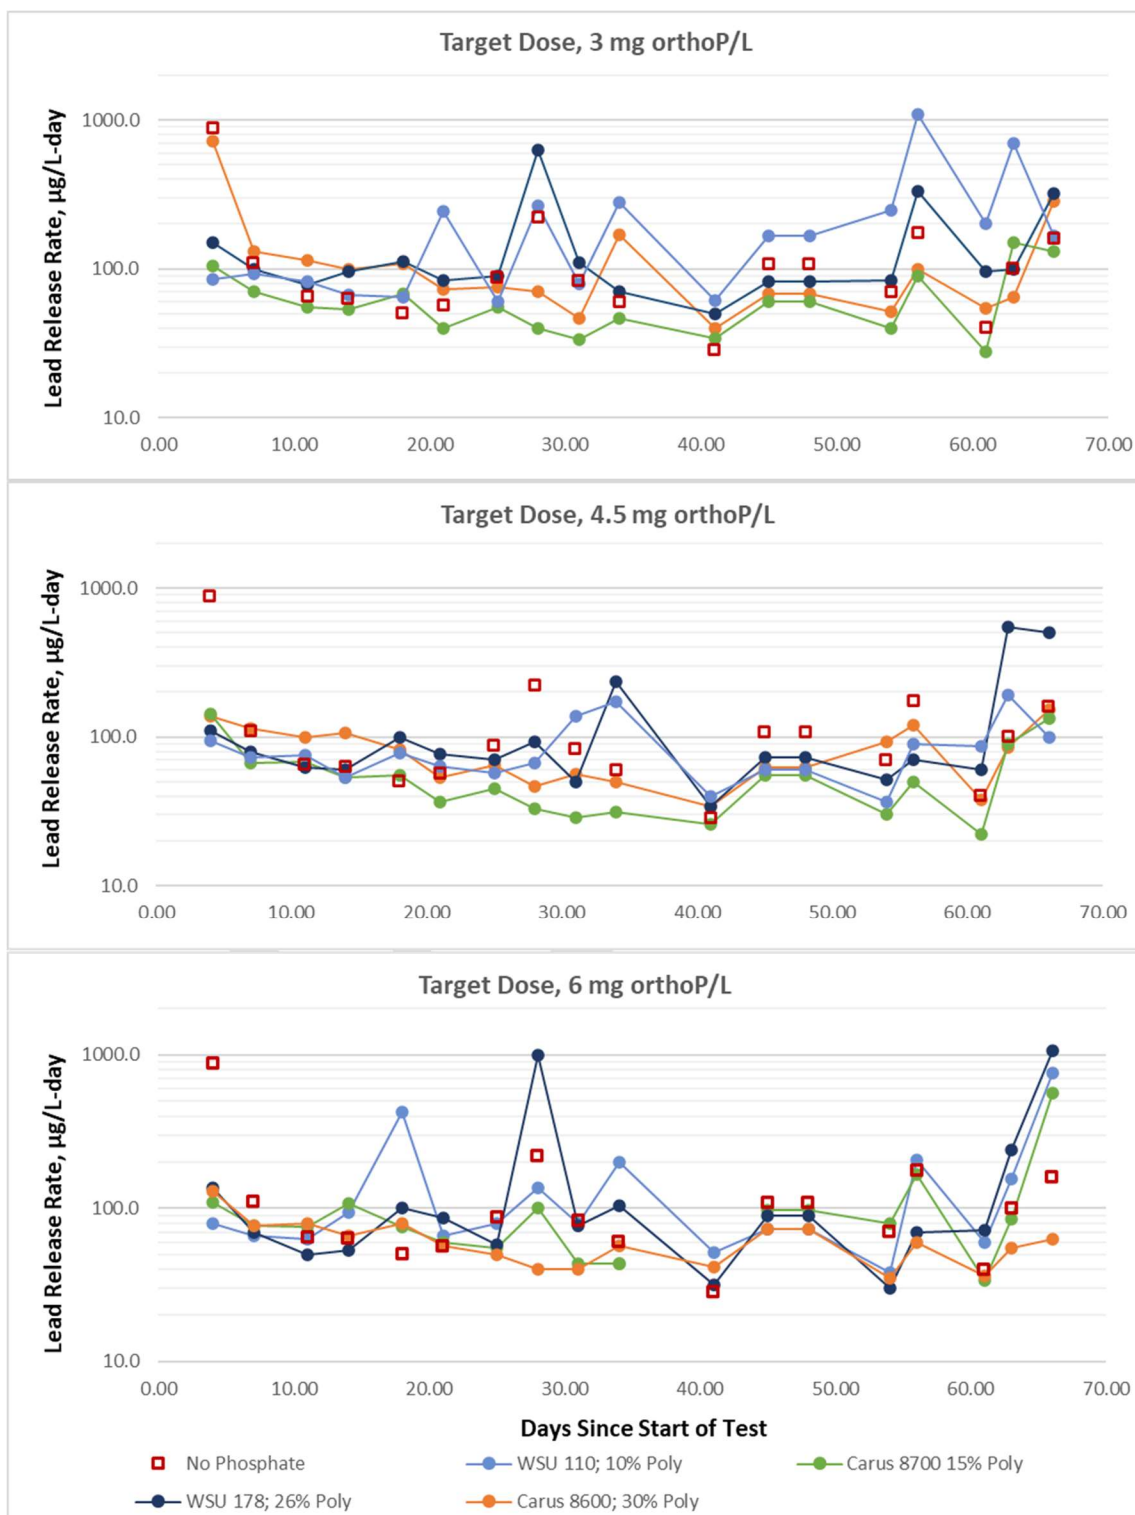 Target Dose, 3 mg orthoP/L
Lead Release Rate, µg/L-day
1000.0
100.0
10.0
0.00 10.00 20.00 30.00 40.00 50.00 60.00 70.00
Target Dose, 4.5 mg orthoP/L
Lead Release Rate, µg/L-day
1000.0
100.0
10.0
0.00 10.00 20.00 30.00 40.00 50.00 60.00 70.00
Target Dose, 6 mg orthoP/L
Lead Release Rate, µg/L-day
1000.0
100.0
10.0
0.00 10.00 20.00 30.00 40.00 50.00 60.00 70.00
Days Since Start of Test
No Phosphate WSU 110; 10% Poly Carus 8700 15% Poly
WSU 178; 26% Poly Carus 8600; 30% Poly